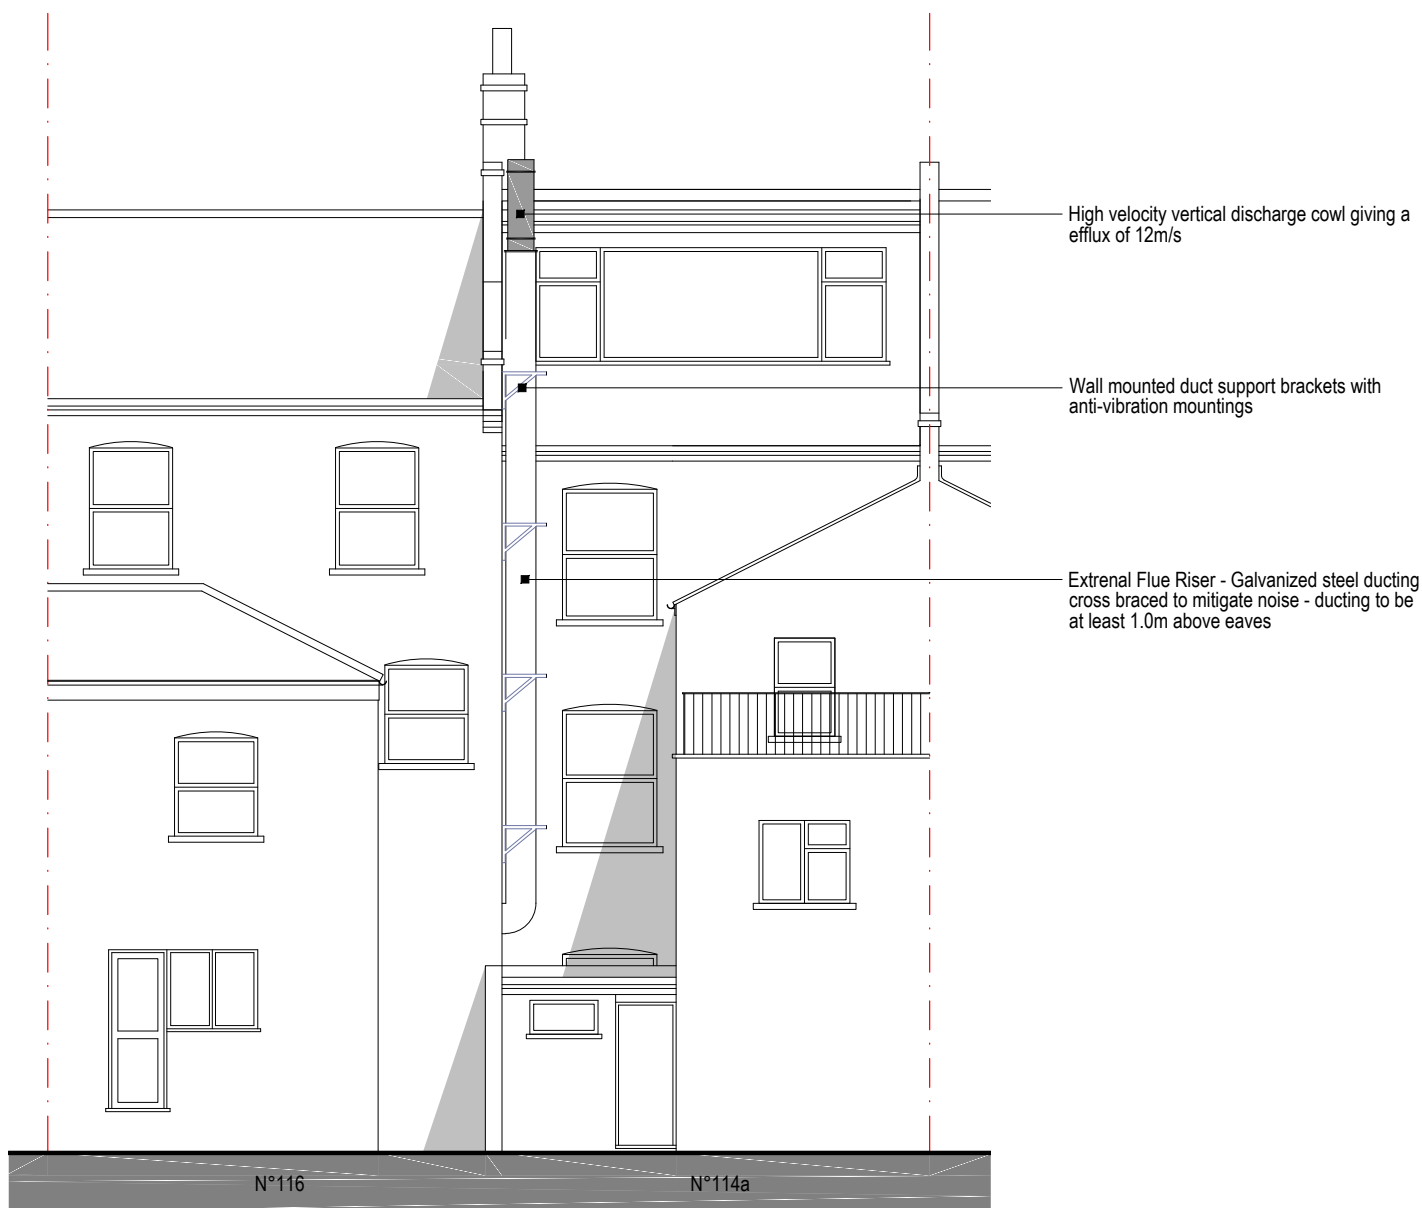 High velocity vertical discharge cowl giving a
efflux of 12m/s
Wall mounted duct support brackets with
anti-vibration mountings
Extrenal Flue Riser - Galvanized steel ducting
cross braced to mitigate noise - ducting to be
at least 1.0m above eaves
N°116
N°114a